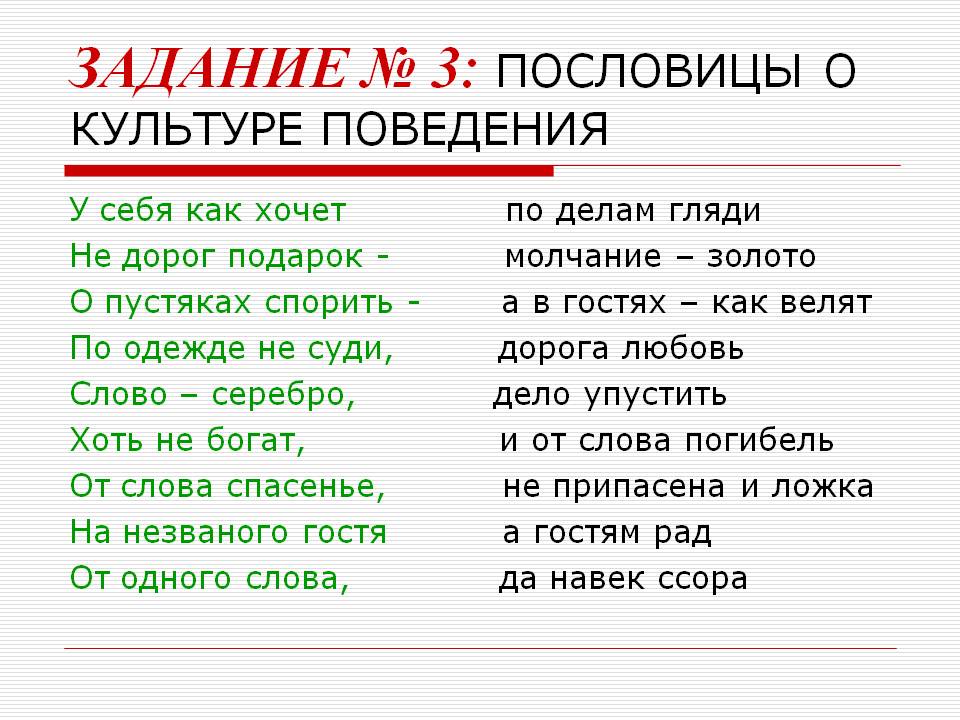 ЗАДАНИЕ № 3: ПОСЛОВИЦЫ О
КУЛЬТУРЕ ПОВЕДЕНИЯ
У себя как хочет по делам гляди
Не дорог подарок - молчание – золото
О пустяках спорить - а в гостях – как велят
По одежде не суди, дорога любовь
Слово – серебро, дело упустить
Хоть не богат, и от слова погибель
От слова спасенье, не припасена и ложка
На незваного гостя а гостям рад
От одного слова, да навек ссора